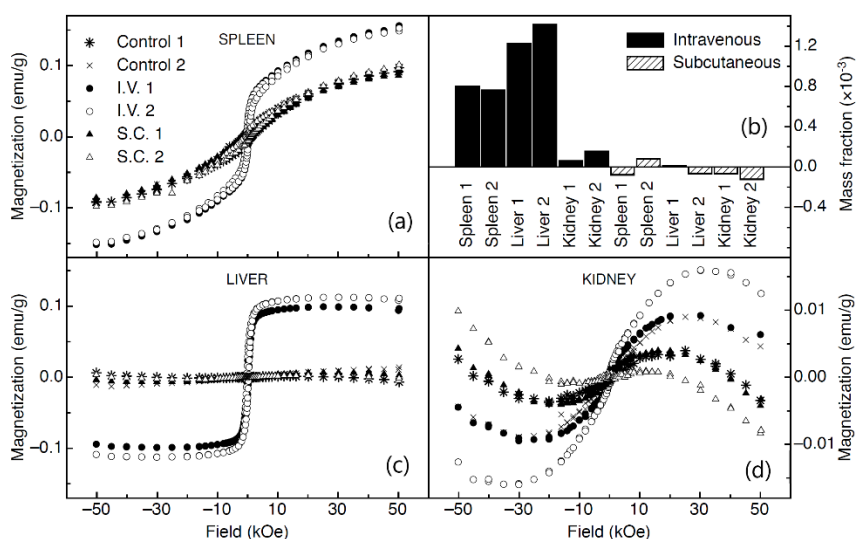 SPLEEN
Control 1
Control 2
I.V. 1
I.V. 2
S.C. 1
S.C. 2
0.1
0.0
−0.1
Magnetization (emu/g)
(a)
Intravenous
Subcutaneous
(b)
1.2
0.8
0.4
0.0
−0.4
Mass fraction (×10⁻³)
Spleen 1
Spleen 2
Liver 1
Liver 2
Kidney 1
Kidney 2
Spleen 1
Spleen 2
Liver 1
Liver 2
Kidney 1
Kidney 2
LIVER
0.1
0.0
−0.1
Magnetization (emu/g)
(c)
−50 −30 −10 10 30 50
Field (kOe)
KIDNEY
0.01
0.00
−0.01
Magnetization (emu/g)
(d)
−50 −30 −10 10 30 50
Field (kOe)